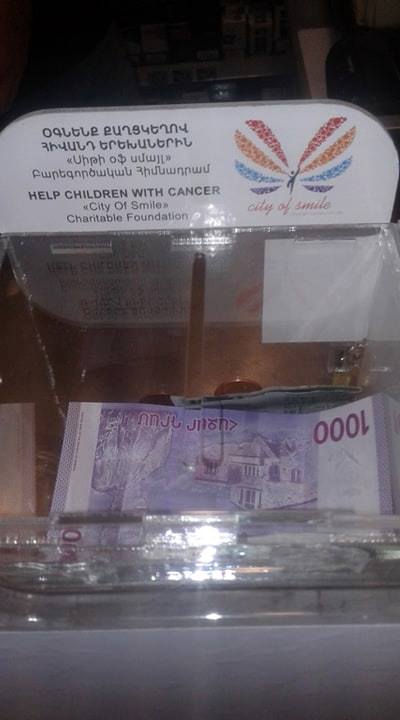 ՕԳՆԵՆՔ ՔԱՂՑԿԵՂՈՎ
ՀԻՎԱՆԴ ԵՐԵԽԱՆԵՐԻՆ
«Սիթի օֆ սմայլ»
Բարեգործական Հիմնադրամ
HELP CHILDREN WITH CANCER
«City Of Smile»
Charitable Foundation
city of smile
1000
ՀԱԶԱՐ ԴՐԱՄ